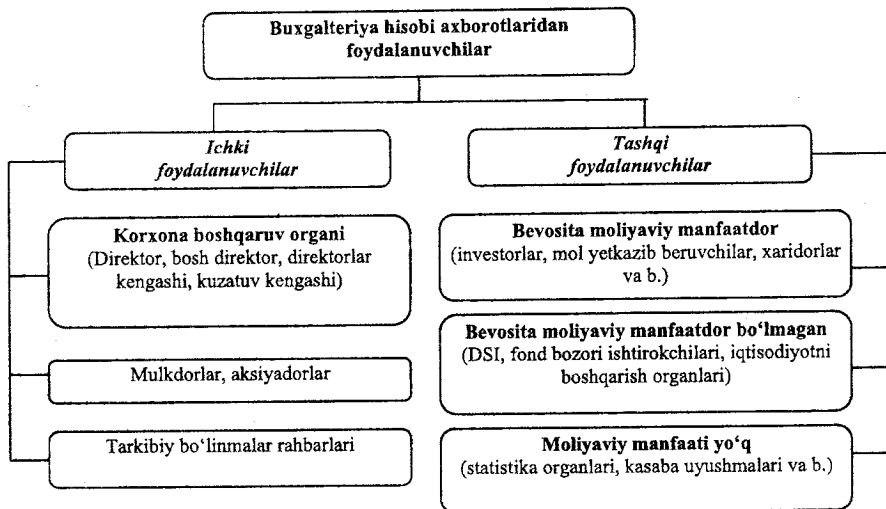 Buxgalteriya hisobi axborotlaridan
foydalanuvchilar
Ichki
foydalanuvchilar
Tashqi
foydalanuvchilar
Korxona boshqaruv organi
(Direktor, bosh direktor, direktorlar
kengashi, kuzatuv kengashi)
Mulkdorlar, aksiyadorlar
Tarkibiy bo‘linmalar rahbarlari
Bevosita moliyaviy manfaatdor
(investorlar, mol yetkazib beruvchilar, xaridorlar
va b.)
Bevosita moliyaviy manfaatdor bo‘lmagan
(DSI, fond bozori ishtirokchilari, iqtisodiyotni
boshqarish organlari)
Moliyaviy manfaati yo‘q
(statistika organlari, kasaba uyushmalari va b.)